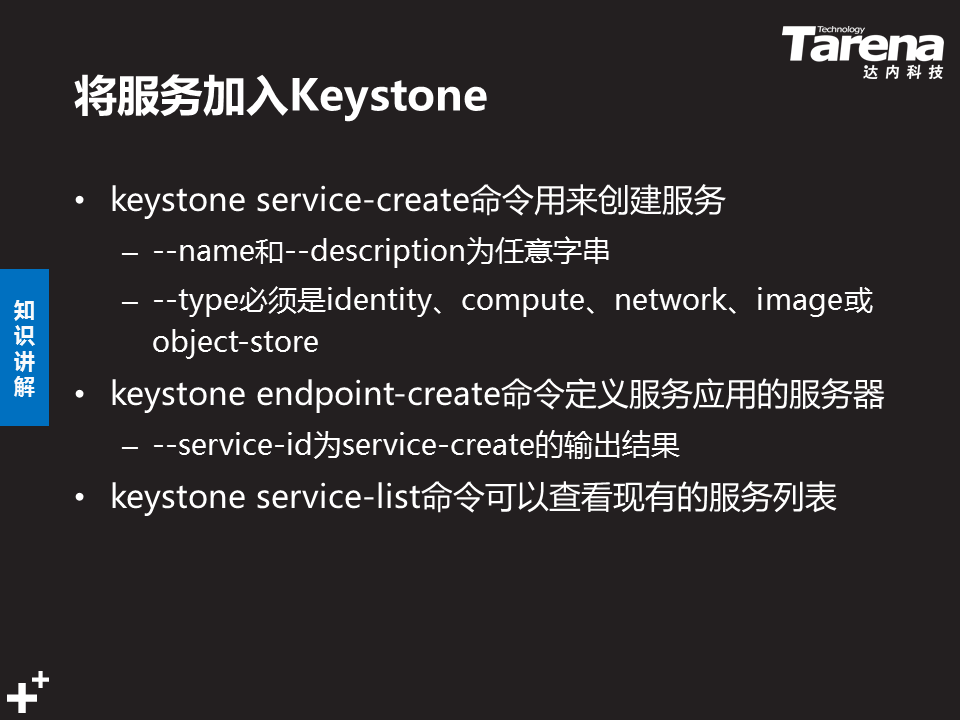 Technology
Tarena
达内科技
将服务加入Keystone
• keystone service-create命令用来创建服务
– --name和--description为任意字串
– --type必须是identity、compute、network、image或
object-store
• keystone endpoint-create命令定义服务应用的服务器
– --service-id为service-create的输出结果
• keystone service-list命令可以查看现有的服务列表
知
识
讲
解